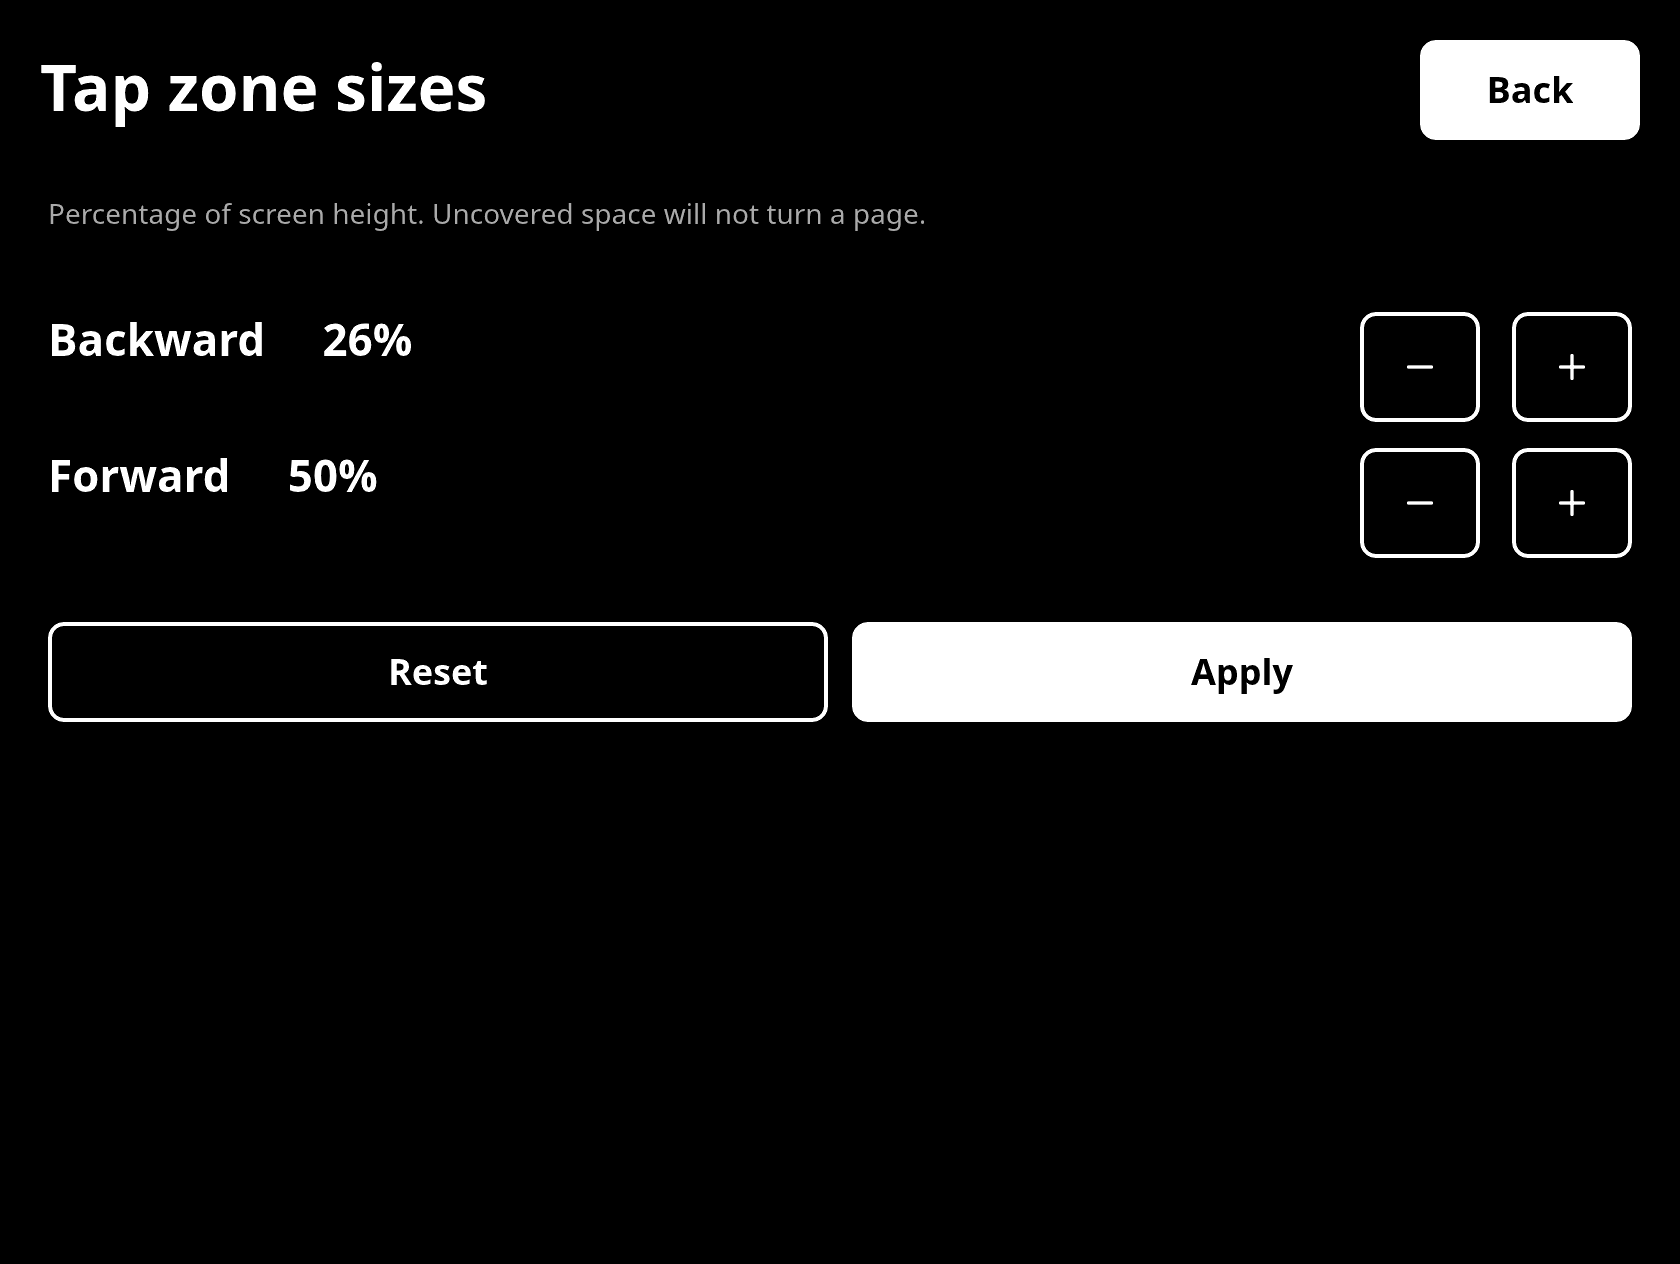 Tap zone sizes
Back
Percentage of screen height. Uncovered space will not turn a page.
Backward 26%
− +
Forward 50%
− +
Reset
Apply